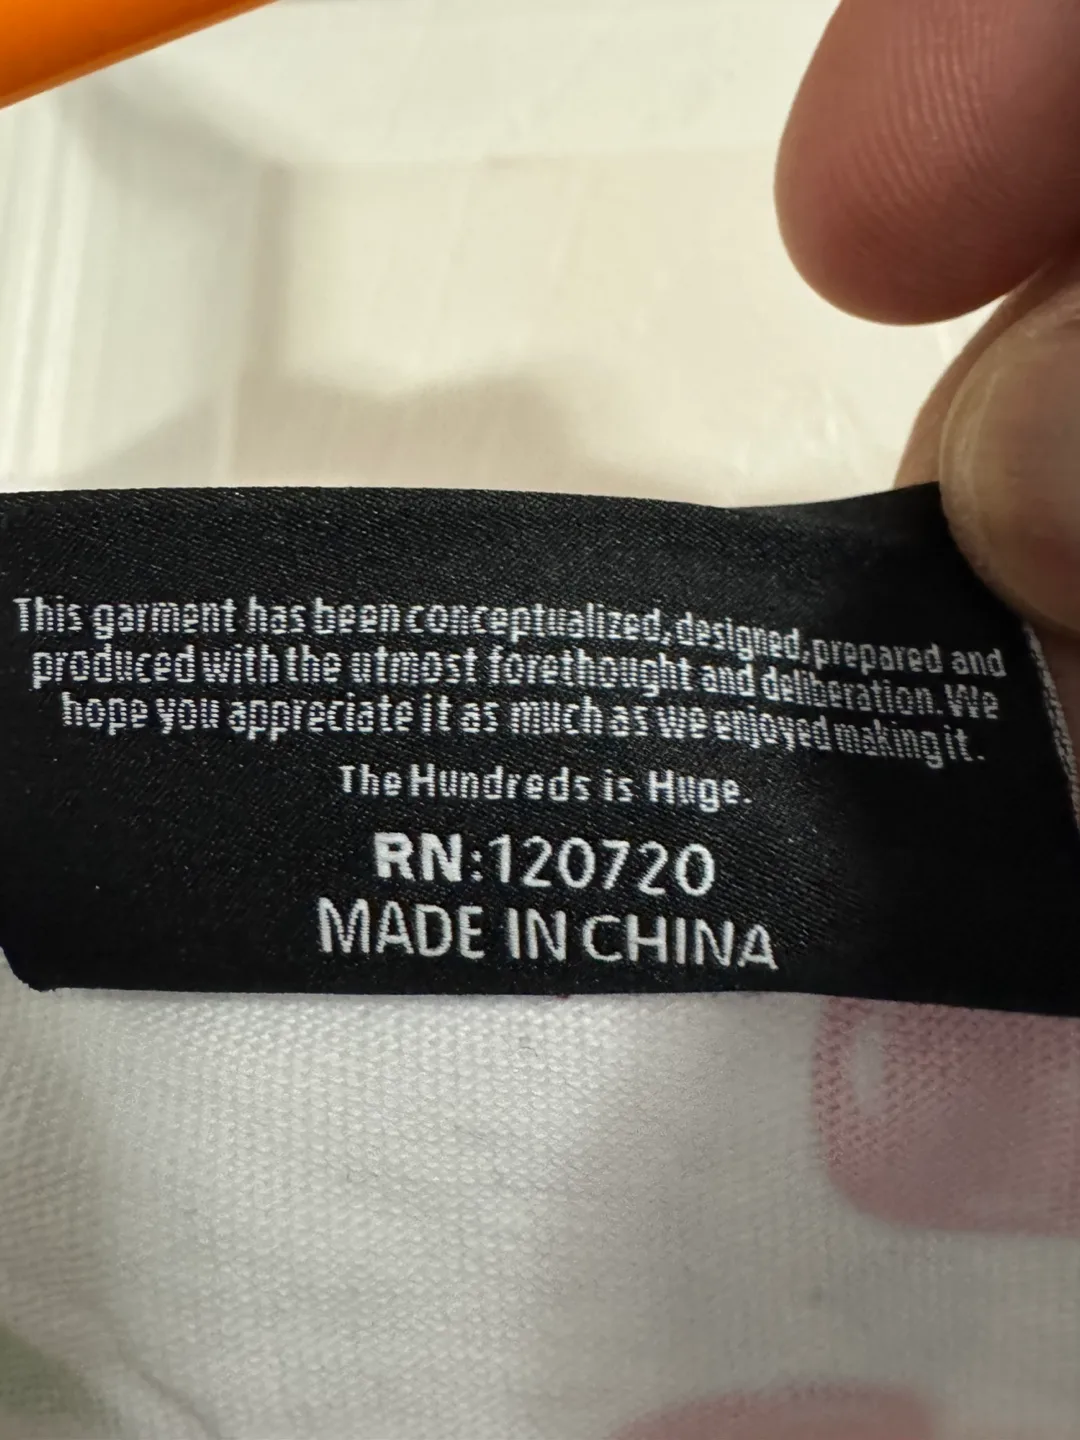 This garment has been conceptualized, designed, prepared and
produced with the utmost forethought and deliberation. We
hope you appreciate it as much as we enjoyed making it.
The Hundreds is Huge.
RN:120720
MADE IN CHINA